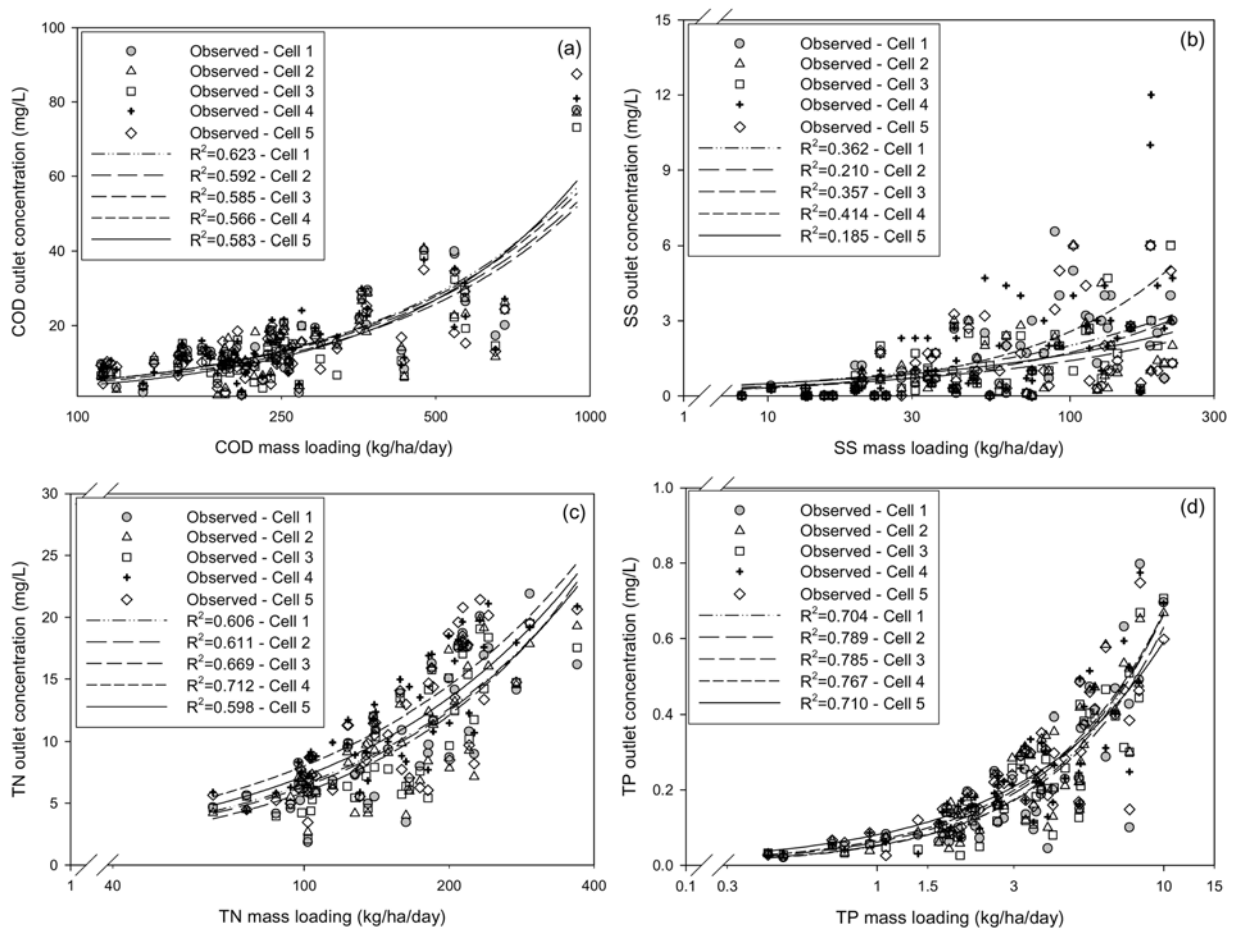 (a)
COD outlet concentration (mg/L)
100
80
60
40
20
Observed - Cell 1
Observed - Cell 2
Observed - Cell 3
Observed - Cell 4
Observed - Cell 5
R²=0.623 - Cell 1
R²=0.592 - Cell 2
R²=0.585 - Cell 3
R²=0.566 - Cell 4
R²=0.583 - Cell 5
100 250 500 1000
COD mass loading (kg/ha/day)
(b)
SS outlet concentration (mg/L)
15
12
9
6
3
0
Observed - Cell 1
Observed - Cell 2
Observed - Cell 3
Observed - Cell 4
Observed - Cell 5
R²=0.362 - Cell 1
R²=0.210 - Cell 2
R²=0.357 - Cell 3
R²=0.414 - Cell 4
R²=0.185 - Cell 5
1 10 30 100 300
SS mass loading (kg/ha/day)
(c)
TN outlet concentration (mg/L)
30
25
20
15
10
5
0
Observed - Cell 1
Observed - Cell 2
Observed - Cell 3
Observed - Cell 4
Observed - Cell 5
R²=0.606 - Cell 1
R²=0.611 - Cell 2
R²=0.669 - Cell 3
R²=0.712 - Cell 4
R²=0.598 - Cell 5
1 40 100 200 400
TN mass loading (kg/ha/day)
(d)
TP outlet concentration (mg/L)
1.0
0.8
0.6
0.4
0.2
0.0
Observed - Cell 1
Observed - Cell 2
Observed - Cell 3
Observed - Cell 4
Observed - Cell 5
R²=0.704 - Cell 1
R²=0.789 - Cell 2
R²=0.785 - Cell 3
R²=0.767 - Cell 4
R²=0.710 - Cell 5
0.1 0.3 1 1.5 3 10 15
TP mass loading (kg/ha/day)